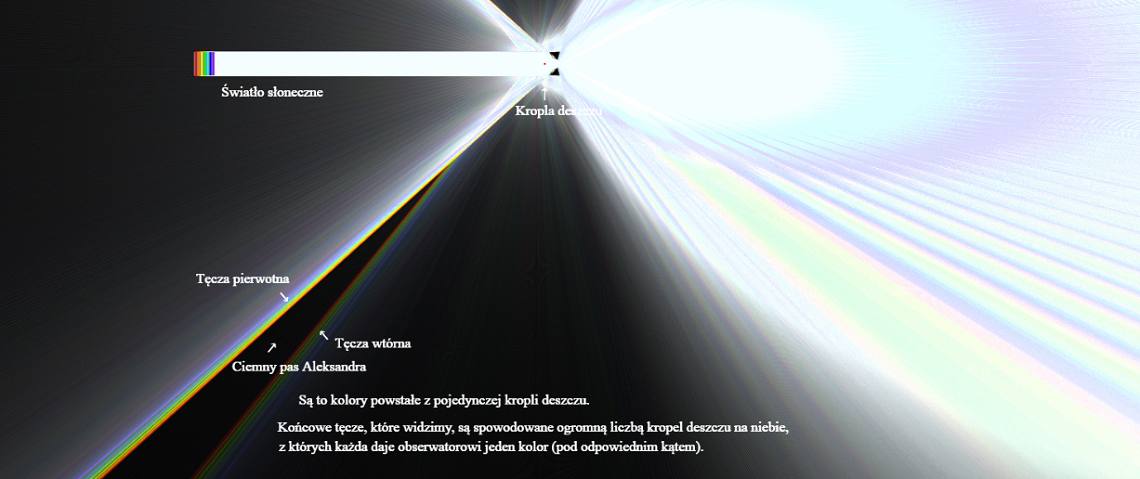 Światło słoneczne
Kropla deszczu
Tęcza pierwotna
Tęcza wtórna
Ciemny pas Aleksandra
Są to kolory powstałe z pojedynczej kropli deszczu.
Końcowe tęcze, które widzimy, są spowodowane ogromną liczbą kropel deszczu na niebie,
z których każda daje obserwatorowi jeden kolor (pod odpowiednim kątem).